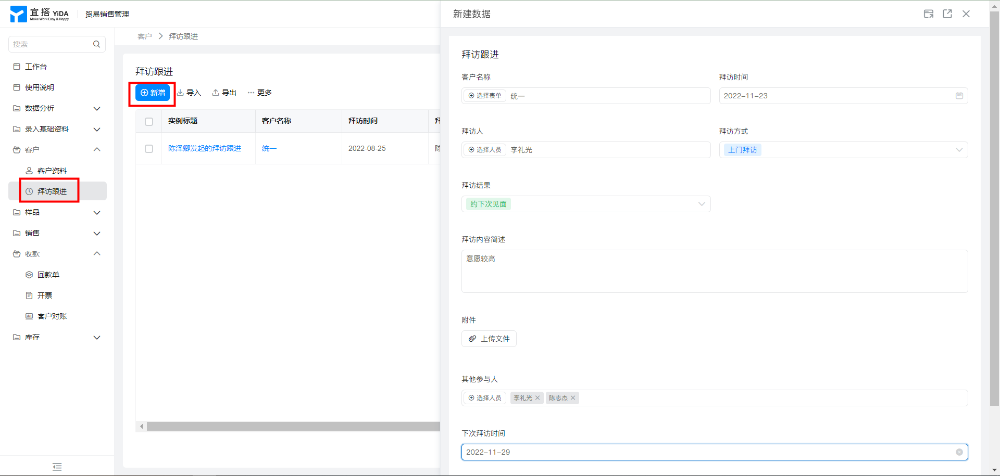 宜搭 YiDA
Make Work Easy & Happy
贸易销售管理
搜索
工作台
使用说明
数据分析
录入基础资料
客户
客户资料
拜访跟进
样品
销售
收款
回款单
开票
客户对账
库存
客户 > 拜访跟进
拜访跟进
新增 导入 导出 ··· 更多
实例标题 客户名称 拜访时间
陈泽卿发起的拜访跟进 统一 2022-08-25 陈
新建数据
拜访跟进
客户名称 拜访时间
选择表单 统一 2022-11-23
拜访人 拜访方式
选择人员 李礼光 上门拜访
拜访结果
约下次见面
拜访内容简述
意愿较高
附件
上传文件
其他参与人
选择人员 李礼光 × 陈志杰 ×
下次拜访时间
2022-11-29